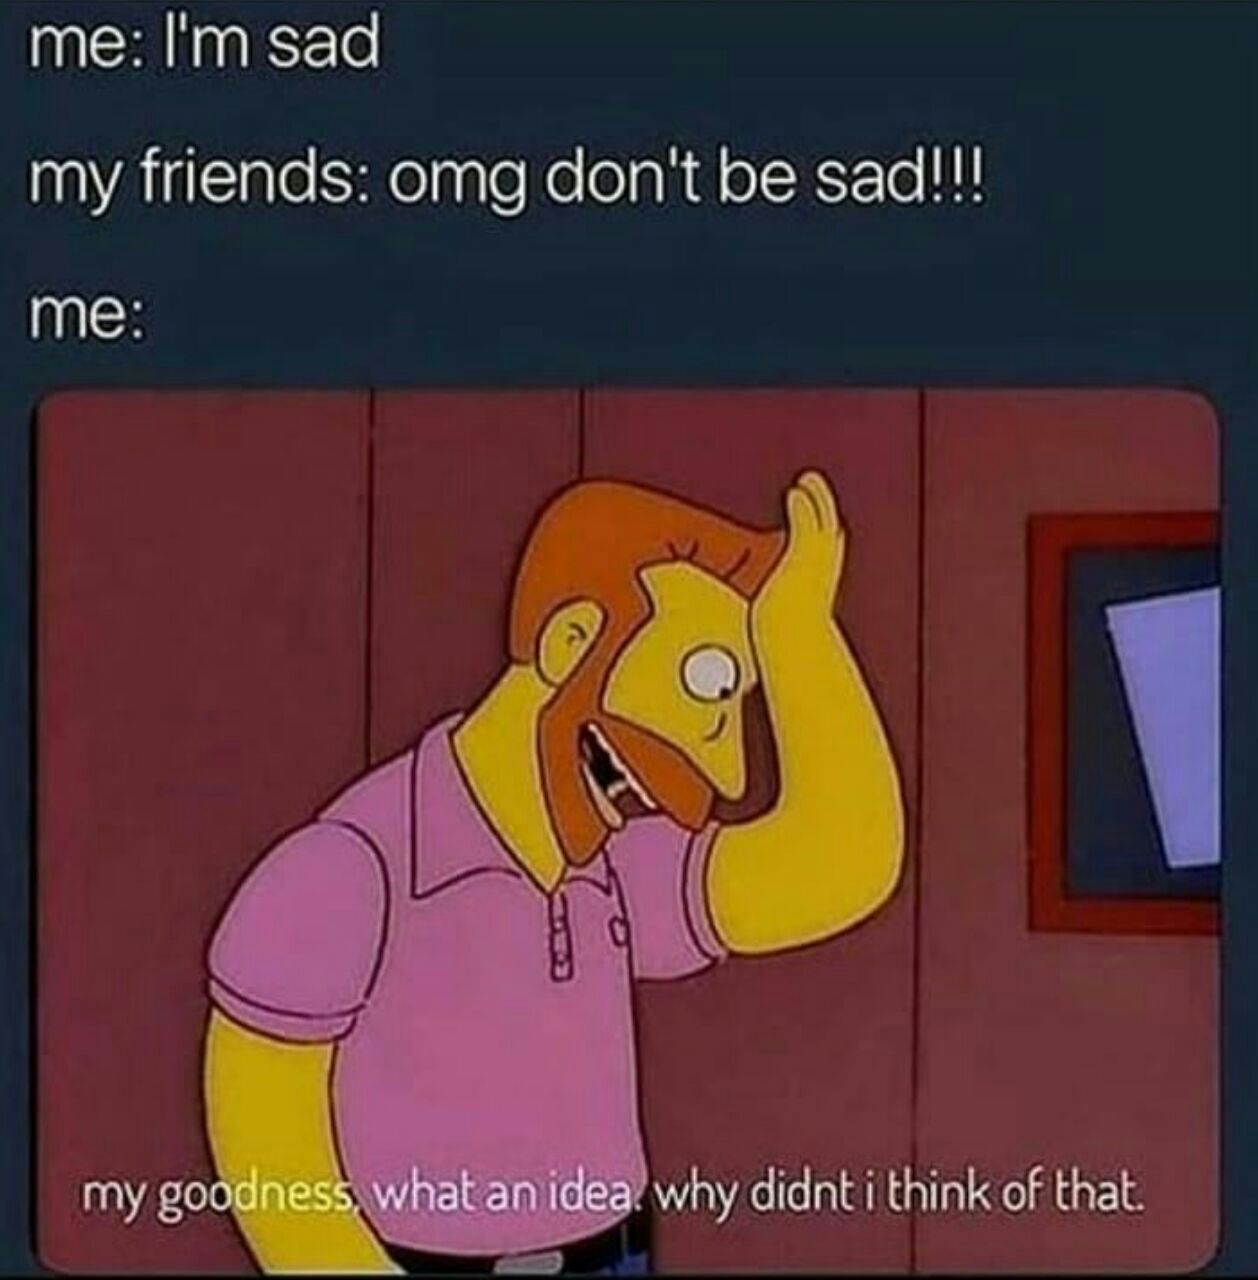 me: I'm sad
my friends: omg don't be sad!!!
me:
my goodness, what an idea. why didnt i think of that.